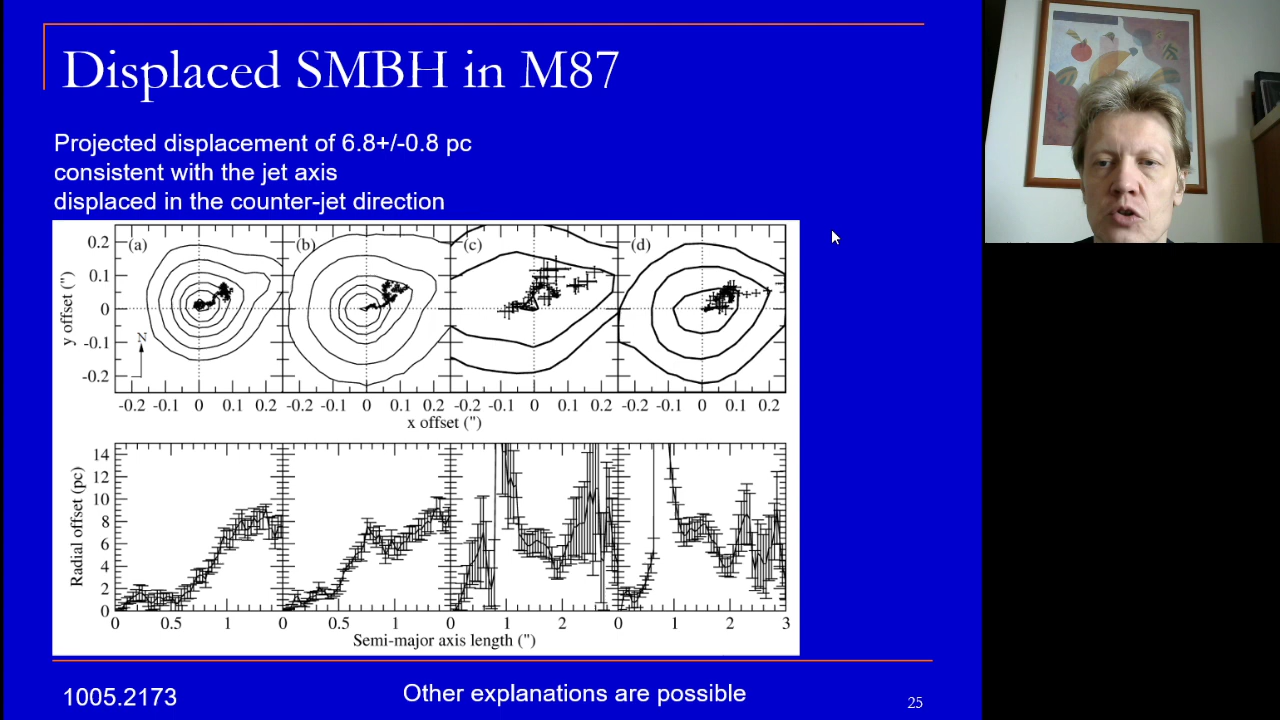 Displaced SMBH in M87
Projected displacement of 6.8+/-0.8 pc
consistent with the jet axis
displaced in the counter-jet direction
(a) (b) (c) (d)
0.2
0.1
0
-0.1
-0.2
y offset (")
N
-0.2 -0.1 0 0.1 0.2 -0.2 -0.1 0 0.1 0.2 -0.2 -0.1 0 0.1 0.2 -0.2 -0.1 0 0.1 0.2
x offset (")
14
12
10
8
6
4
2
0
Radial offset (pc)
0 0.5 1 0 0.5 1 0 1 2 0 1 2 3
Semi-major axis length (")
1005.2173
Other explanations are possible
25